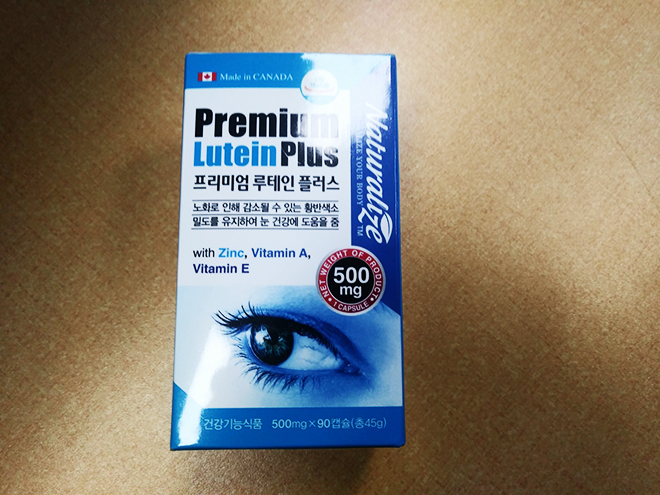 Made in CANADA
Premium
Lutein Plus
프리미엄 루테인 플러스
노화로 인해 감소될 수 있는 황반색소
밀도를 유지하여 눈 건강에 도움을 줌
with Zinc, Vitamin A,
Vitamin E
Naturalize
YOUR BODY TM
NET WEIGHT OF PRODUCT
500
mg
1 CAPSULE
건강기능식품 500mg×90캡슐(총45g)